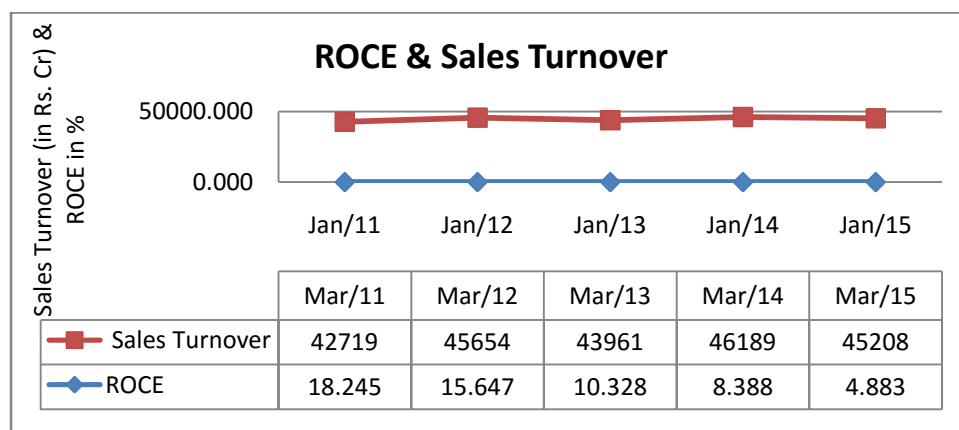 ROCE & Sales Turnover
Sales Turnover (in Rs. Cr) &
ROCE in %
50000.000
0.000
Jan/11 Jan/12 Jan/13 Jan/14 Jan/15
Mar/11 Mar/12 Mar/13 Mar/14 Mar/15
Sales Turnover 42719 45654 43961 46189 45208
ROCE 18.245 15.647 10.328 8.388 4.883